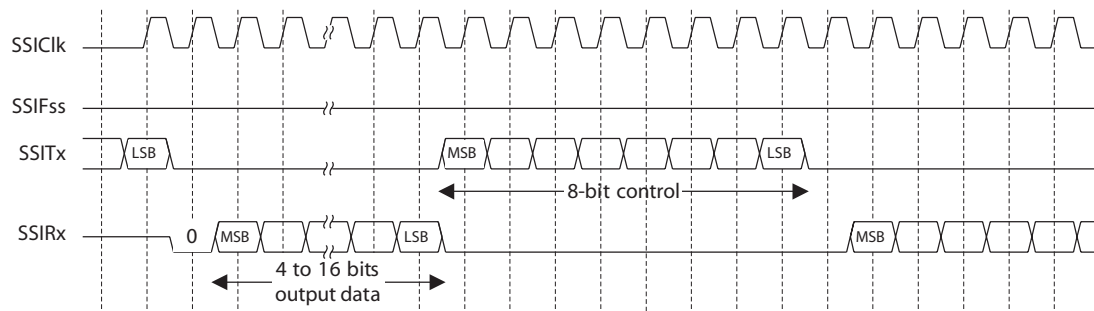 SSIClk
SSIFss
SSITx
LSB
MSB
LSB
8-bit control
SSIRx
0
MSB
LSB
MSB
4 to 16 bits
output data